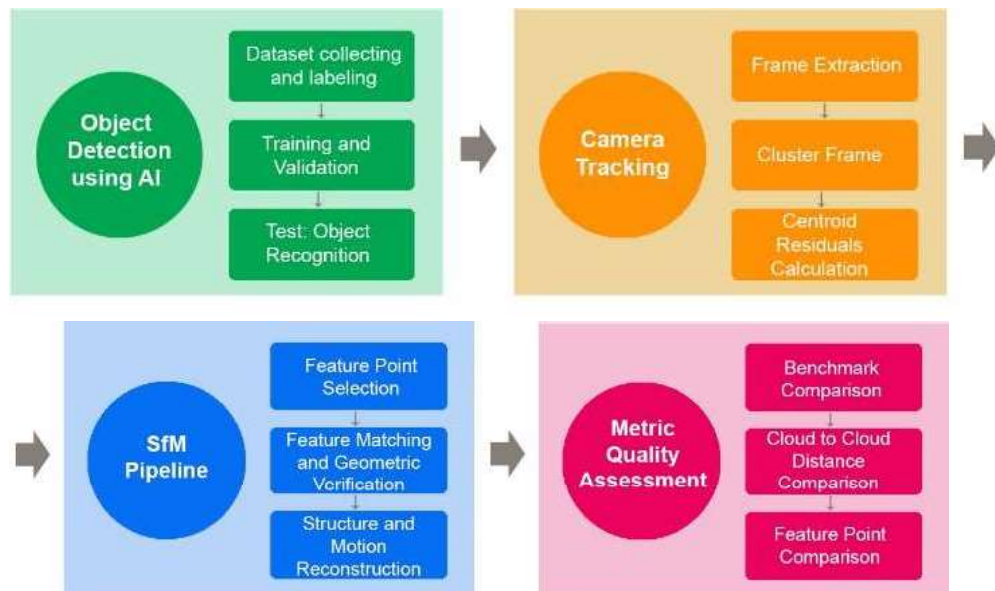 Object
Detection
using AI
Dataset collecting
and labeling
Training and
Validation
Test: Object
Recognition
Camera
Tracking
Frame Extraction
Cluster Frame
Centroid
Residuals
Calculation
SfM
Pipeline
Feature Point
Selection
Feature Matching
and Geometric
Verification
Structure and
Motion
Reconstruction
Metric
Quality
Assessment
Benchmark
Comparison
Cloud to Cloud
Distance
Comparison
Feature Point
Comparison